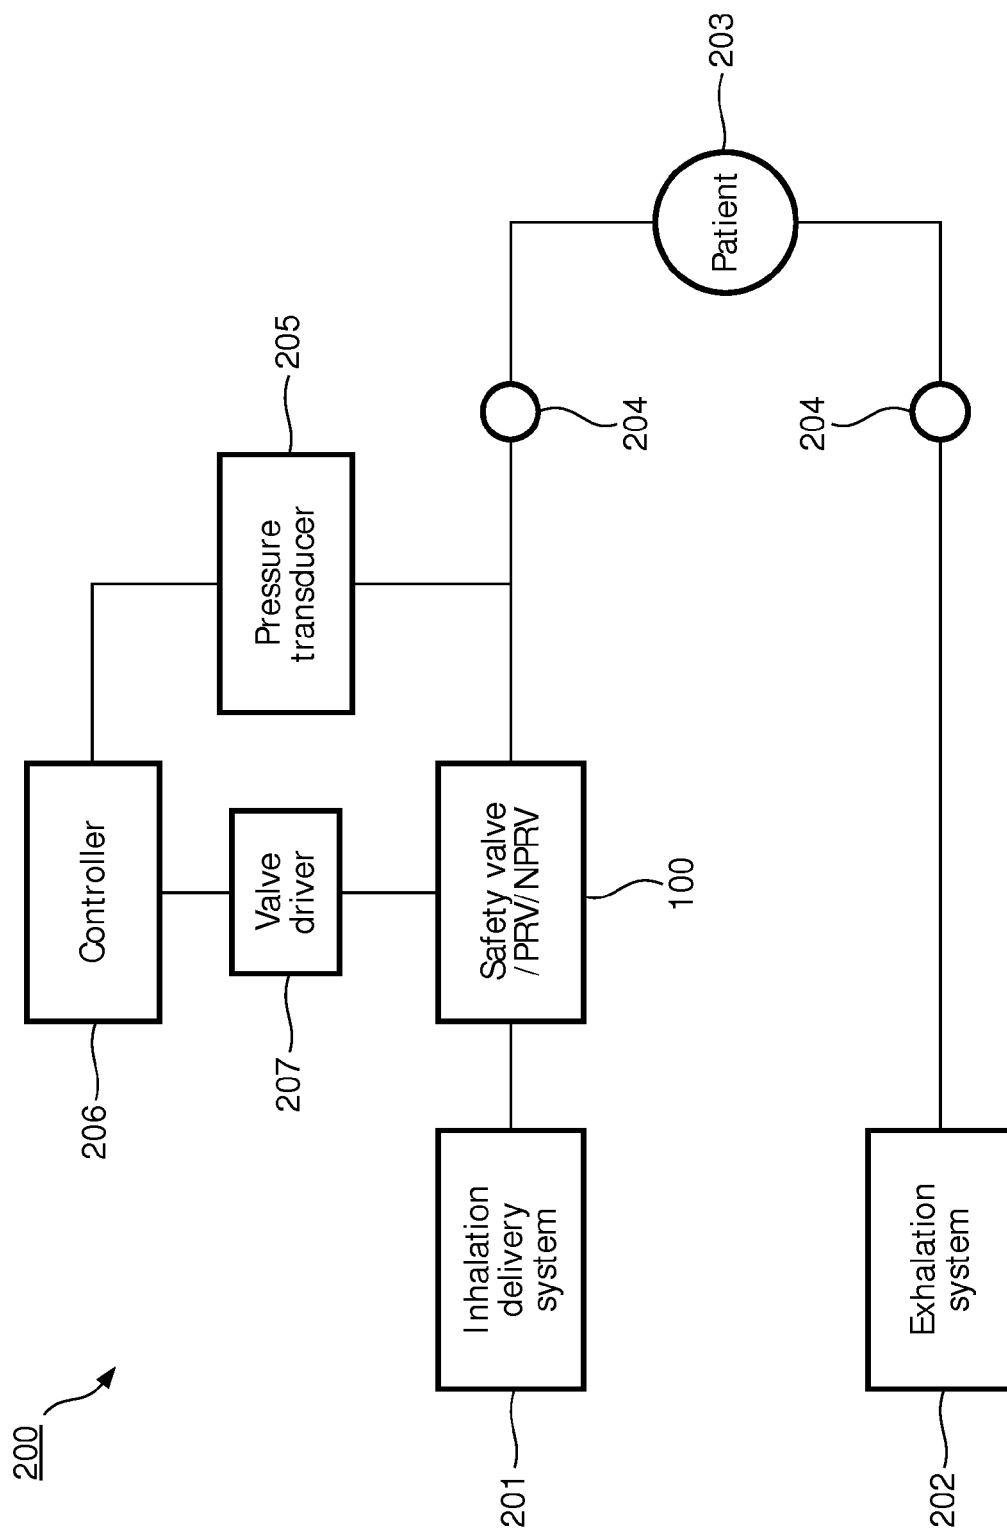 200
206
Controller
207
Valve
driver
Pressure
transducer
205
201
Inhalation
delivery
system
Safety valve
/PRV/NPRV
100
204
203
Patient
202
Exhalation
system
204